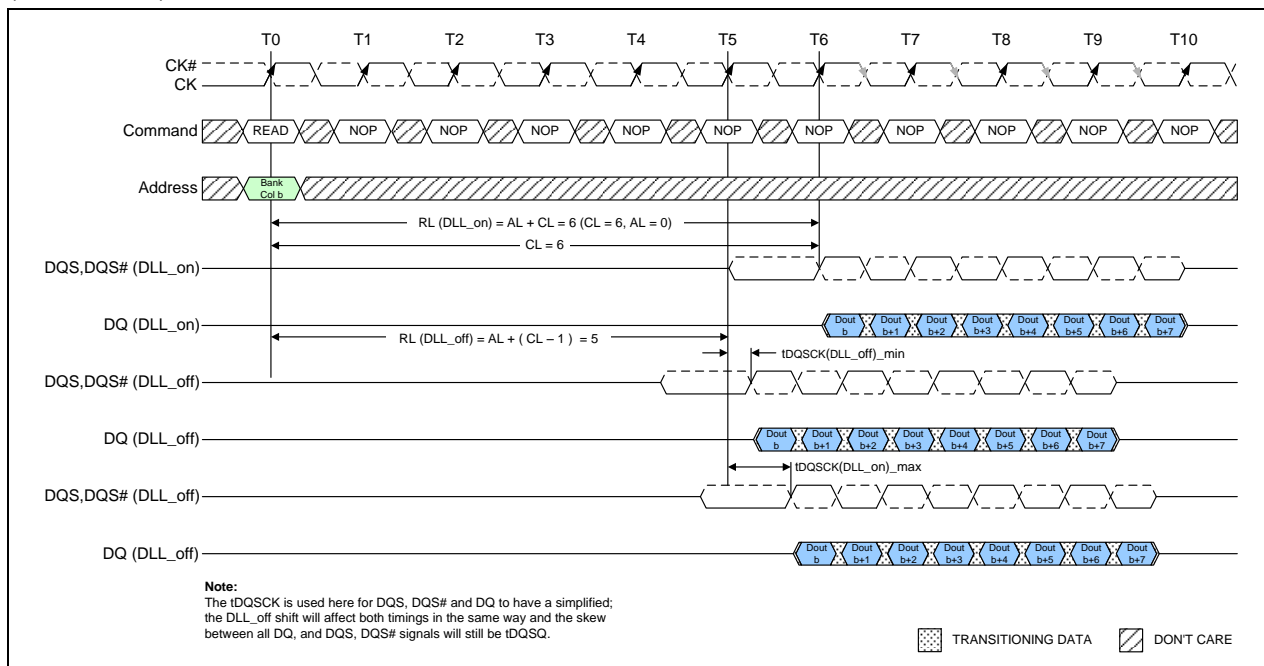 T0 T1 T2 T3 T4 T5 T6 T7 T8 T9 T10
CK#
CK
Command READ NOP NOP NOP NOP NOP NOP NOP NOP NOP NOP
Address Bank
Col b
RL (DLL_on) = AL + CL = 6 (CL = 6, AL = 0)
CL = 6
DQS,DQS# (DLL_on)
DQ (DLL_on) Dout
b Dout
b+1 Dout
b+2 Dout
b+3 Dout
b+4 Dout
b+5 Dout
b+6 Dout
b+7
RL (DLL_off) = AL + ( CL – 1 ) = 5
tDQSCK(DLL_off)_min
DQS,DQS# (DLL_off)
DQ (DLL_off) Dout
b Dout
b+1 Dout
b+2 Dout
b+3 Dout
b+4 Dout
b+5 Dout
b+6 Dout
b+7
tDQSCK(DLL_on)_max
DQS,DQS# (DLL_off)
DQ (DLL_off) Dout
b Dout
b+1 Dout
b+2 Dout
b+3 Dout
b+4 Dout
b+5 Dout
b+6 Dout
b+7
Note:
The tDQSCK is used here for DQS, DQS# and DQ to have a simplified;
the DLL_off shift will affect both timings in the same way and the skew
between all DQ, and DQS, DQS# signals will still be tDQSQ.
TRANSITIONING DATA DON'T CARE